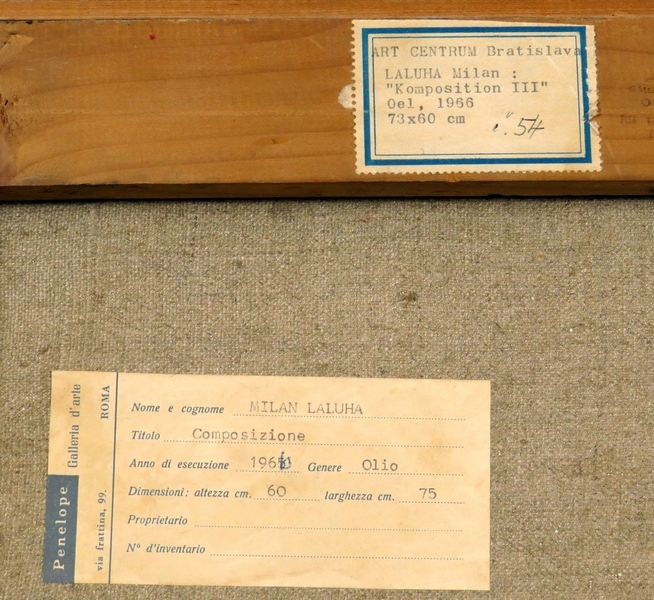 ART CENTRUM Bratislava
LALUHA Milan :
"Komposition III"
Oel, 1966
73x60 cm
č. 54
Penelope Galleria d'arte
via frattina, 99. ROMA
Nome e cognome MILAN LALUHA
Titolo Composizione
Anno di esecuzione Genere Olio
Dimensioni: altezza cm. 60 larghezza cm. 75
Proprietario
N° d'inventario